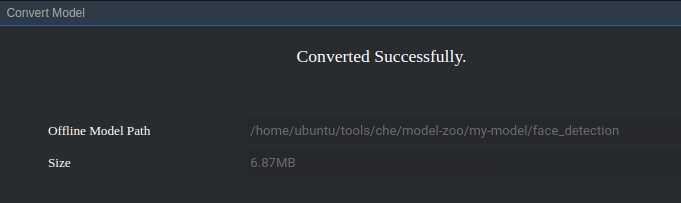 Convert Model
Converted Successfully.
Offline Model Path /home/ubuntu/tools/che/model-zoo/my-model/face_detection
Size 6.87MB